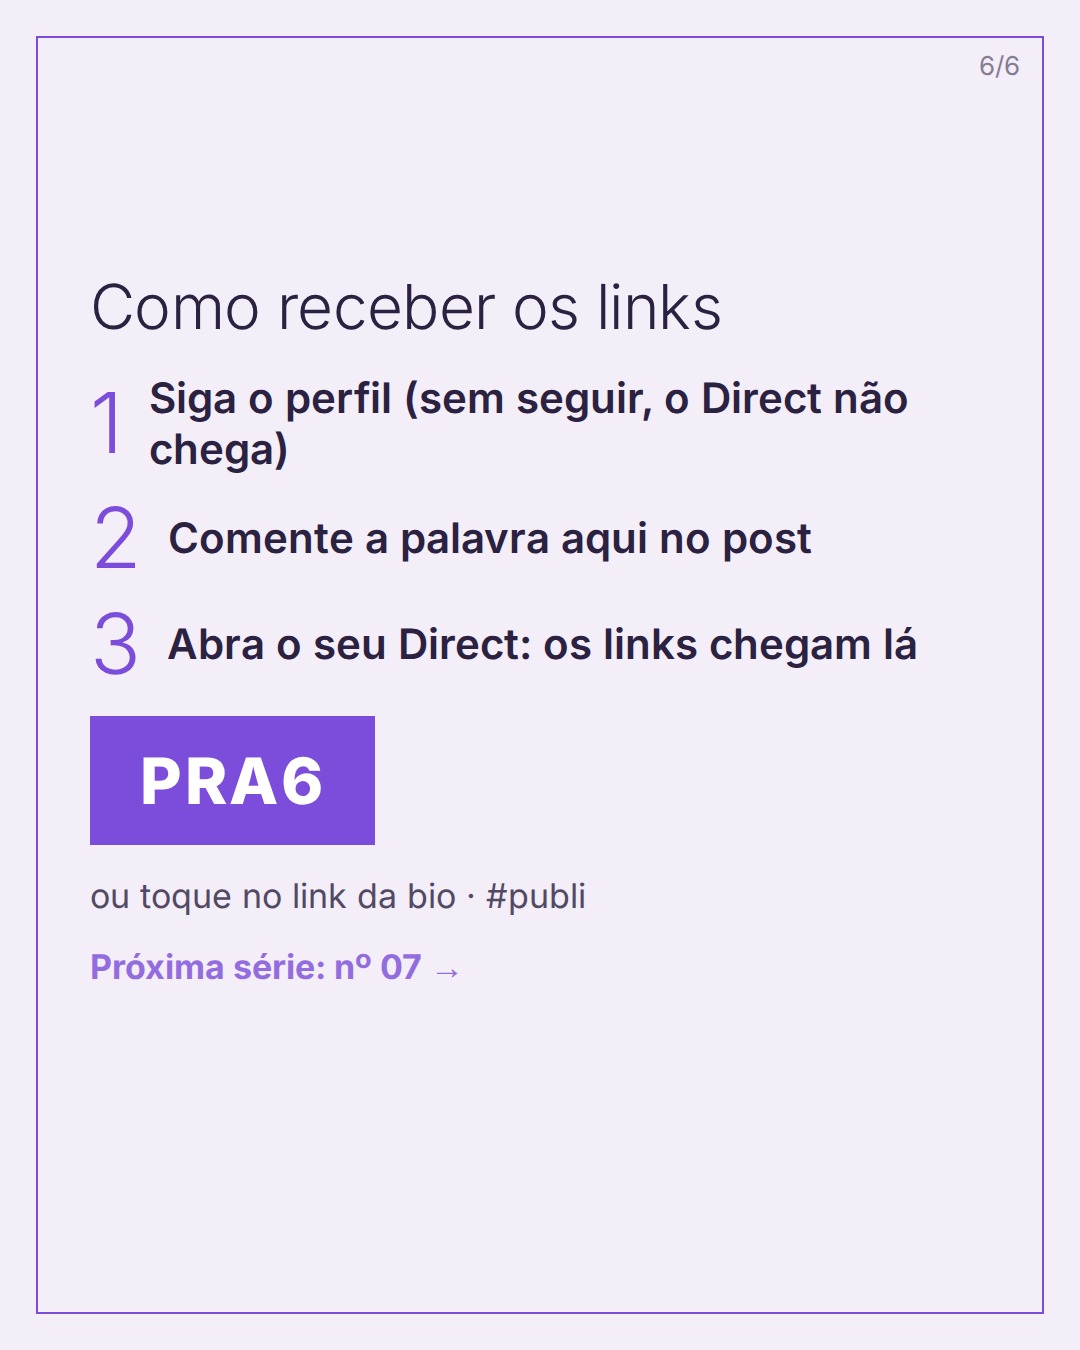 6/6
Como receber os links
1 Siga o perfil (sem seguir, o Direct não
chega)
2 Comente a palavra aqui no post
3 Abra o seu Direct: os links chegam lá
PRA6
ou toque no link da bio · #publi
Próxima série: nº 07 →